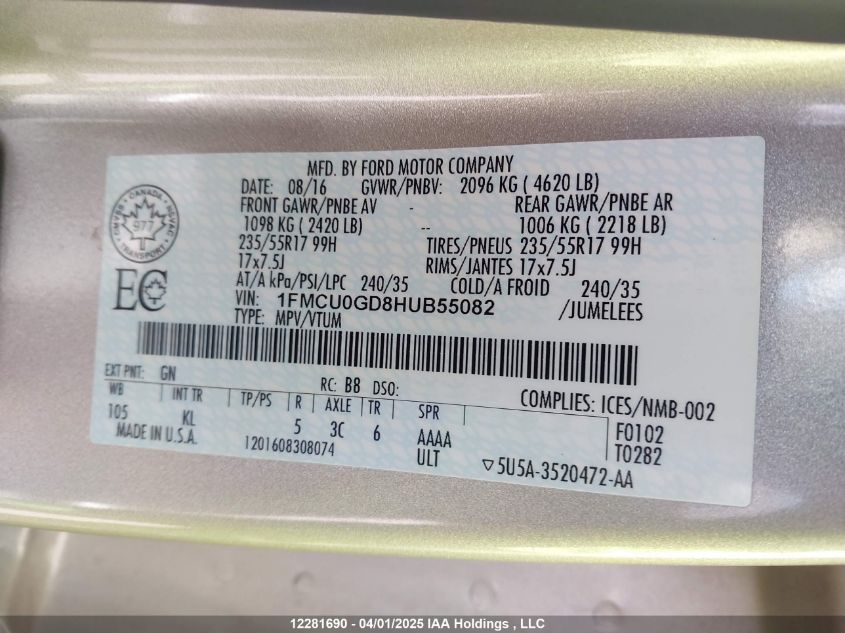 MFD. BY FORD MOTOR COMPANY
DATE: 08/16 GVWR/PNBV: 2096 KG ( 4620 LB)
FRONT GAWR/PNBE AV - REAR GAWR/PNBE AR
1098 KG ( 2420 LB) -- 1006 KG ( 2218 LB)
235/55R17 99H TIRES/PNEUS 235/55R17 99H
17x7.5J RIMS/JANTES 17x7.5J
AT/A kPa/PSI/LPC 240/35 COLD/A FROID 240/35
VIN: 1FMCU0GD8HUB55082 /JUMELEES
TYPE: MPV/VTUM
CANADA
977
TRANSPORT
EC
EXT PNT: GN RC: B8 DSO: COMPLIES: ICES/NMB-002
WB INT TR TP/PS R AXLE TR SPR F0102
105 KL 5 3C 6 AAAA T0282
MADE IN U.S.A. 1201608308074 ULT ▽5U5A-3520472-AA
12281690 - 04/01/2025 IAA Holdings , LLC